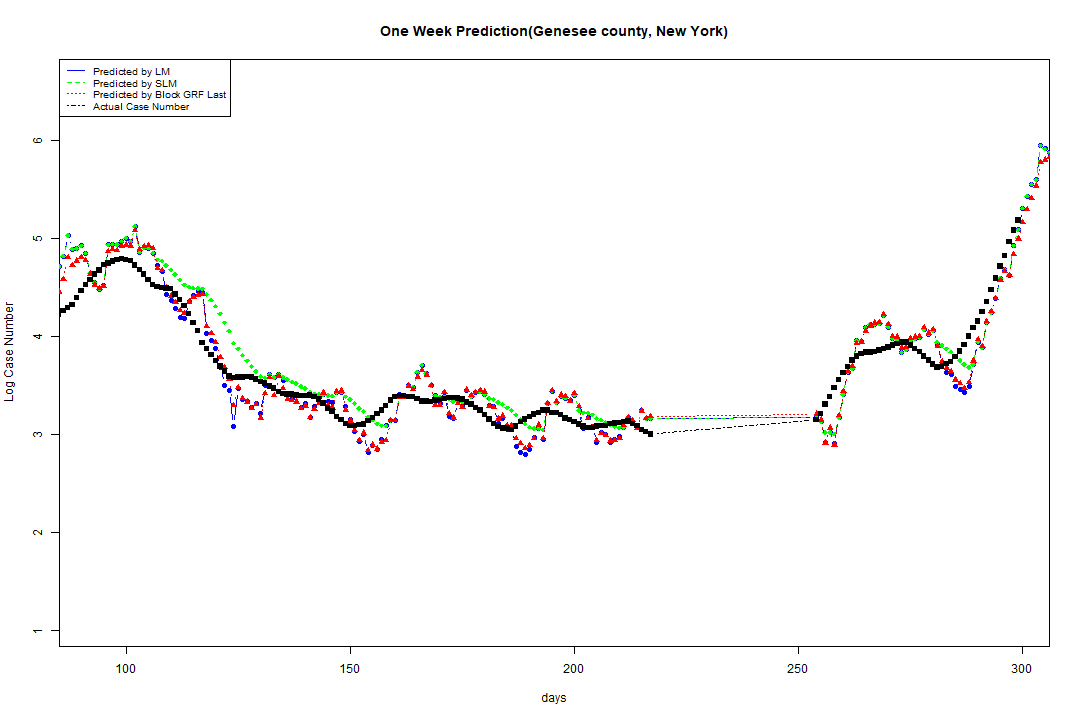 One Week Prediction(Genesee county, New York)
Predicted by LM
Predicted by SLM
Predicted by Block GRF Last
Actual Case Number
Log Case Number
6
5
4
3
2
1
100 150 200 250 300
days